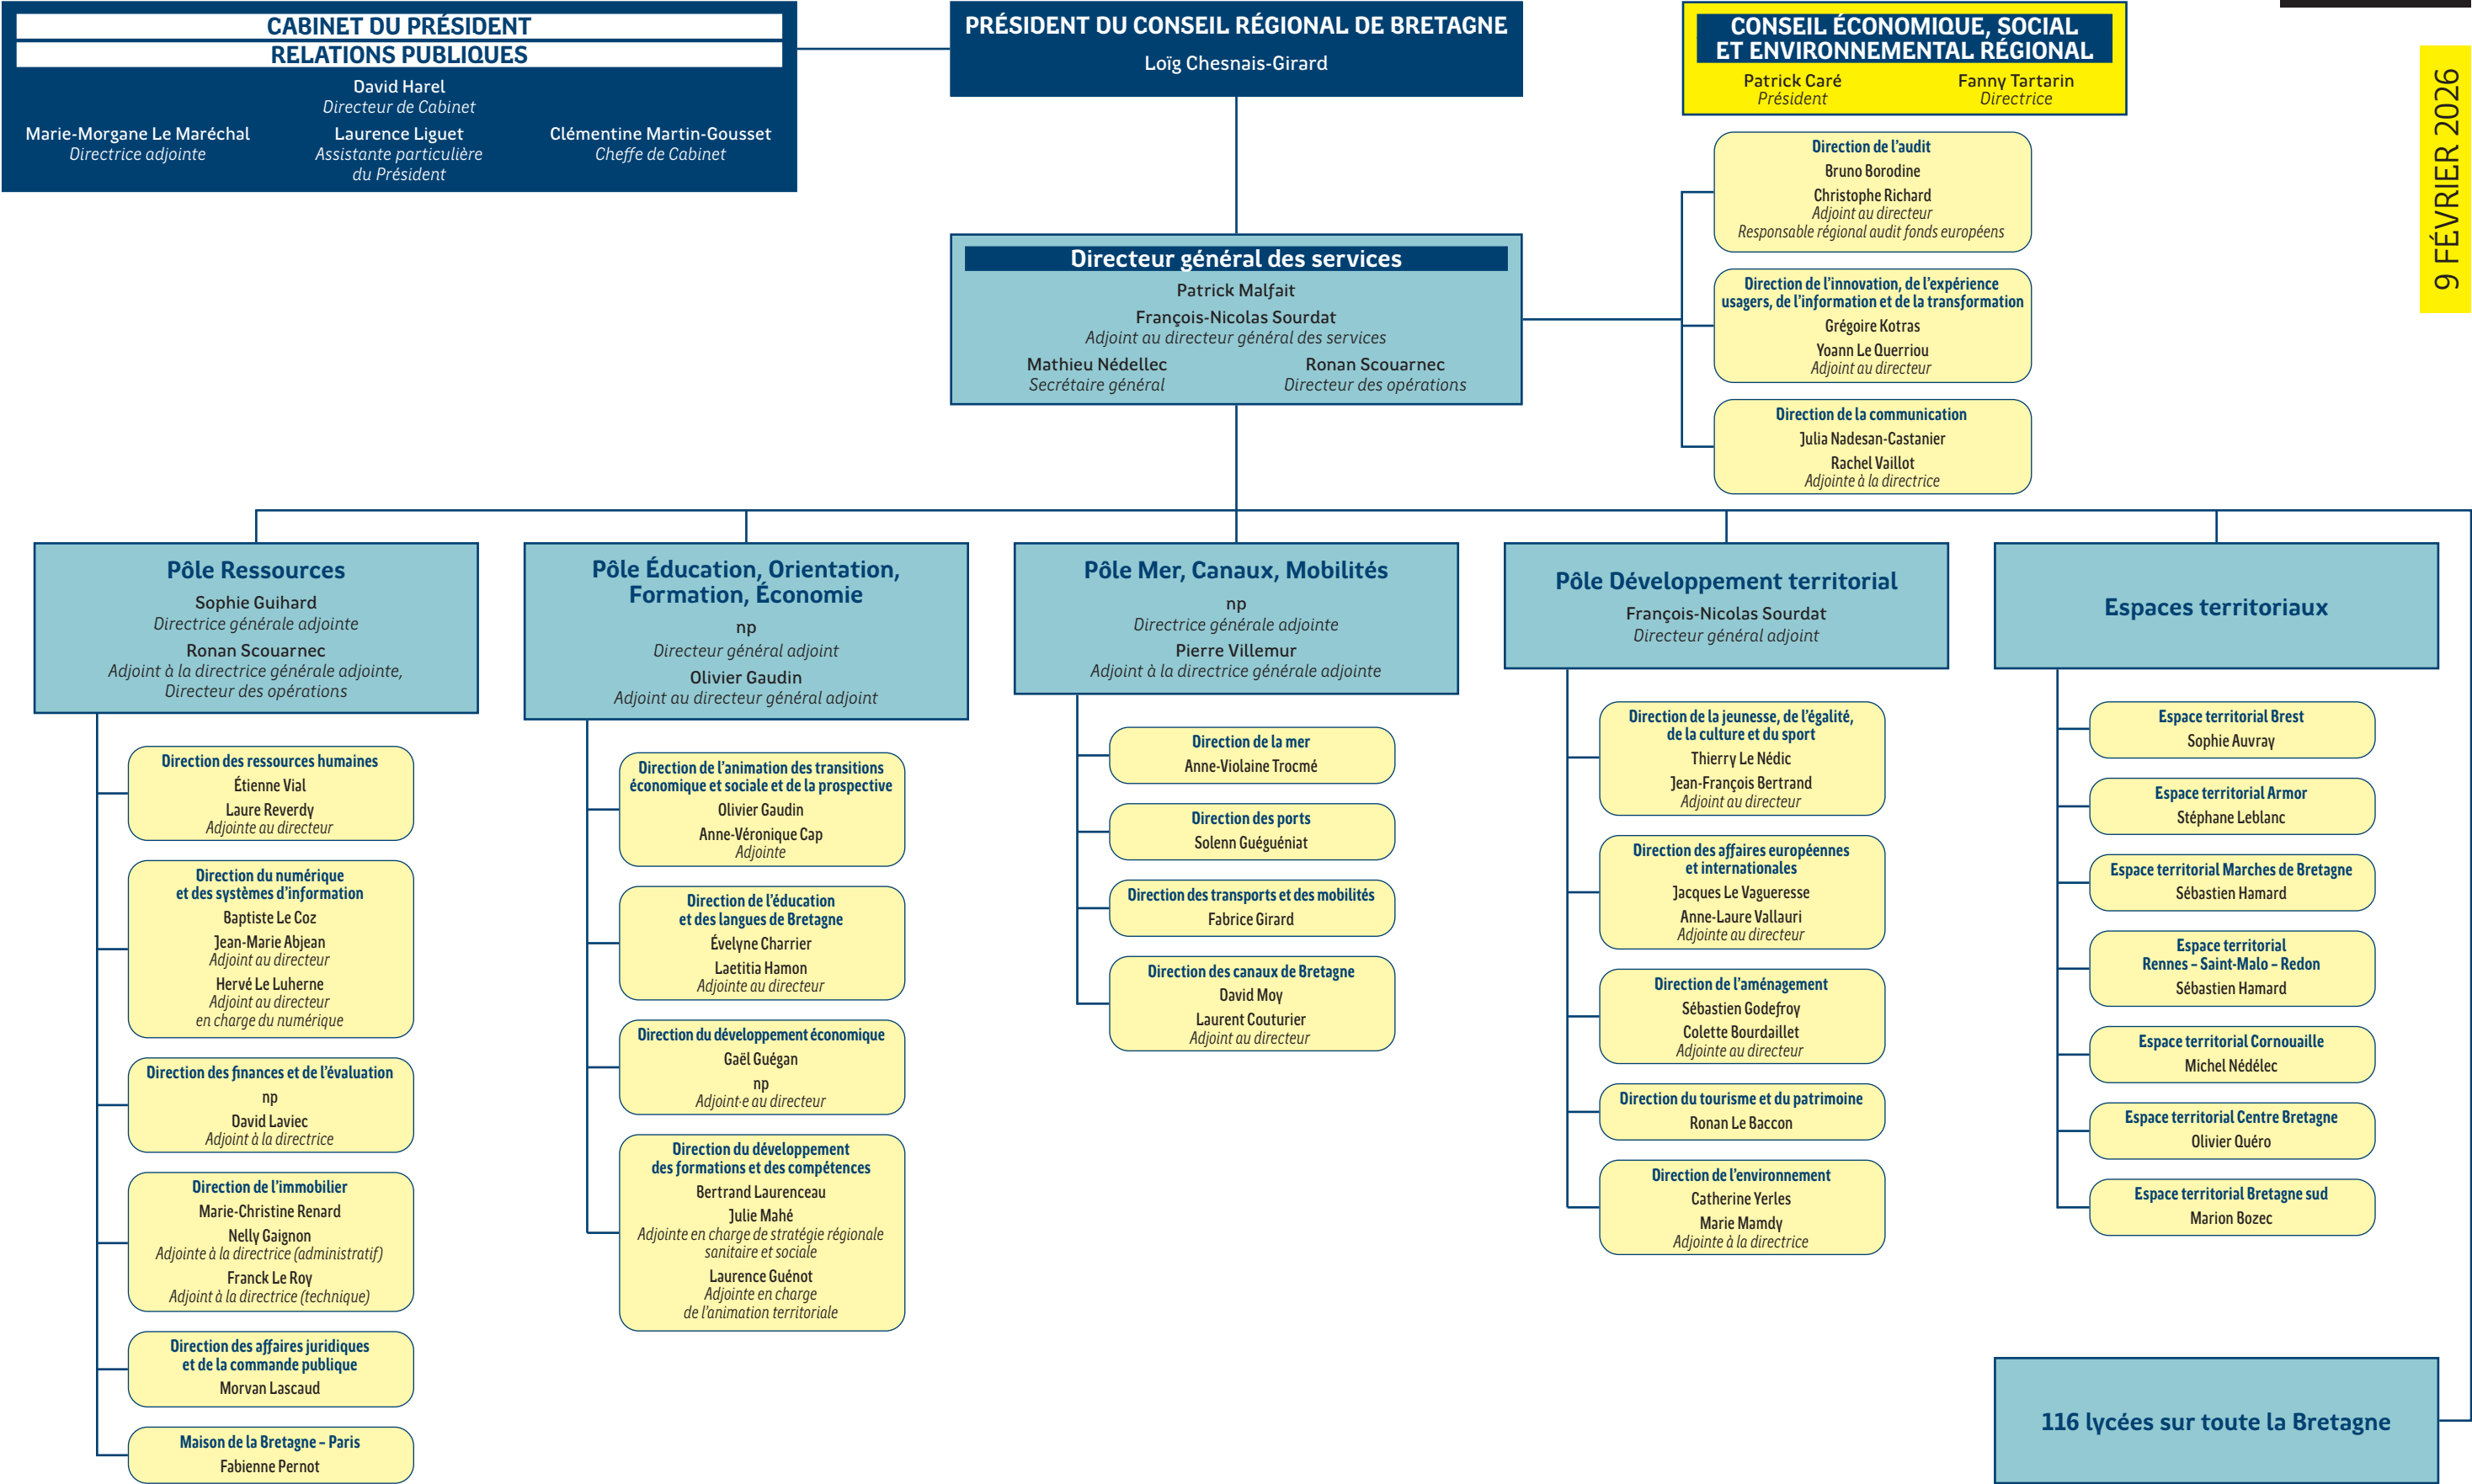 CABINET DU PRÉSIDENT
RELATIONS PUBLIQUES
David Harel
Directeur de Cabinet
Marie-Morgane Le Maréchal
Directrice adjointe
Laurence Liguet
Assistante particulière
du Président
Clémentine Martin-Gousset
Cheffe de Cabinet
PRÉSIDENT DU CONSEIL RÉGIONAL DE BRETAGNE
Loïg Chesnais-Girard
CONSEIL ÉCONOMIQUE, SOCIAL
ET ENVIRONNEMENTAL RÉGIONAL
Patrick Caré
Président
Fanny Tartarin
Directrice
9 FÉVRIER 2026
Directeur général des services
Patrick Malfait
François-Nicolas Sourdat
Adjoint au directeur général des services
Mathieu Nédellec
Secrétaire général
Ronan Scouarnec
Directeur des opérations
Direction de l'audit
Bruno Borodine
Christophe Richard
Adjoint au directeur
Responsable régional audit fonds européens
Direction de l'innovation, de l'expérience
usagers, de l'information et de la transformation
Grégoire Kotras
Yoann Le Querriou
Adjoint au directeur
Direction de la communication
Julia Nadesan-Castanier
Rachel Vaillot
Adjointe à la directrice
Pôle Ressources
Sophie Guihard
Directrice générale adjointe
Ronan Scouarnec
Adjoint à la directrice générale adjointe,
Directeur des opérations
Direction des ressources humaines
Étienne Vial
Laure Reverdy
Adjointe au directeur
Direction du numérique
et des systèmes d'information
Baptiste Le Coz
Jean-Marie Abjean
Adjoint au directeur
Hervé Le Luherne
Adjoint au directeur
en charge du numérique
Direction des finances et de l'évaluation
np
David Laviec
Adjoint à la directrice
Direction de l'immobilier
Marie-Christine Renard
Nelly Gaignon
Adjointe à la directrice (administratif)
Franck Le Roy
Adjoint à la directrice (technique)
Direction des affaires juridiques
et de la commande publique
Morvan Lascaud
Maison de la Bretagne – Paris
Fabienne Pernot
Pôle Éducation, Orientation,
Formation, Économie
np
Directeur général adjoint
Olivier Gaudin
Adjoint au directeur général adjoint
Direction de l'animation des transitions
économique et sociale et de la prospective
Olivier Gaudin
Anne-Véronique Cap
Adjointe
Direction de l'éducation
et des langues de Bretagne
Évelyne Charrier
Laetitia Hamon
Adjointe au directeur
Direction du développement économique
Gaël Guégan
np
Adjoint·e au directeur
Direction du développement
des formations et des compétences
Bertrand Laurenceau
Julie Mahé
Adjointe en charge de stratégie régionale
sanitaire et sociale
Laurence Guénot
Adjointe en charge
de l'animation territoriale
Pôle Mer, Canaux, Mobilités
np
Directrice générale adjointe
Pierre Villemur
Adjoint à la directrice générale adjointe
Direction de la mer
Anne-Violaine Trocmé
Direction des ports
Solenn Guéguéniat
Direction des transports et des mobilités
Fabrice Girard
Direction des canaux de Bretagne
David Moy
Laurent Couturier
Adjoint au directeur
Pôle Développement territorial
François-Nicolas Sourdat
Directeur général adjoint
Direction de la jeunesse, de l'égalité,
de la culture et du sport
Thierry Le Nédic
Jean-François Bertrand
Adjoint au directeur
Direction des affaires européennes
et internationales
Jacques Le Vagueresse
Anne-Laure Vallauri
Adjointe au directeur
Direction de l'aménagement
Sébastien Godefroy
Colette Bourdaillet
Adjointe au directeur
Direction du tourisme et du patrimoine
Ronan Le Baccon
Direction de l'environnement
Catherine Yerles
Marie Mamdy
Adjointe à la directrice
Espaces territoriaux
Espace territorial Brest
Sophie Auvray
Espace territorial Armor
Stéphane Leblanc
Espace territorial Marches de Bretagne
Sébastien Hamard
Espace territorial
Rennes – Saint-Malo – Redon
Sébastien Hamard
Espace territorial Cornouaille
Michel Nédélec
Espace territorial Centre Bretagne
Olivier Quéro
Espace territorial Bretagne sud
Marion Bozec
116 lycées sur toute la Bretagne